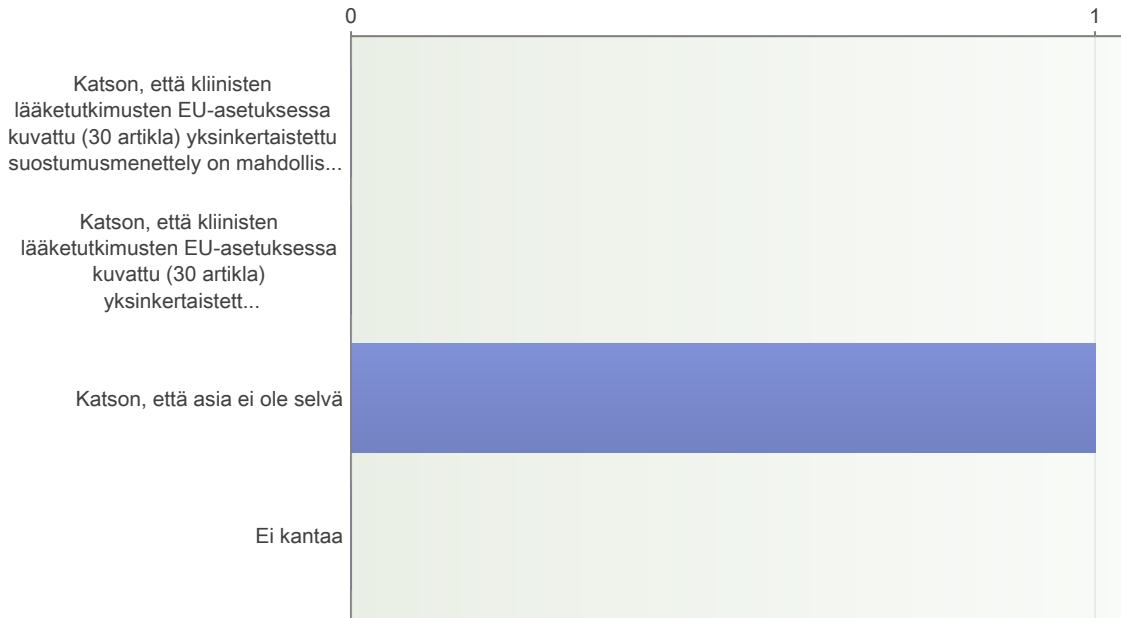 0 1
Katson, että kliinisten
lääketutkimusten EU-asetuksessa
kuvattu (30 artikla) yksinkertaistettu
suostumusmenettely on mahdollis...
Katson, että kliinisten
lääketutkimusten EU-asetuksessa
kuvattu (30 artikla)
yksinkertaistett...
Katson, että asia ei ole selvä
Ei kantaa